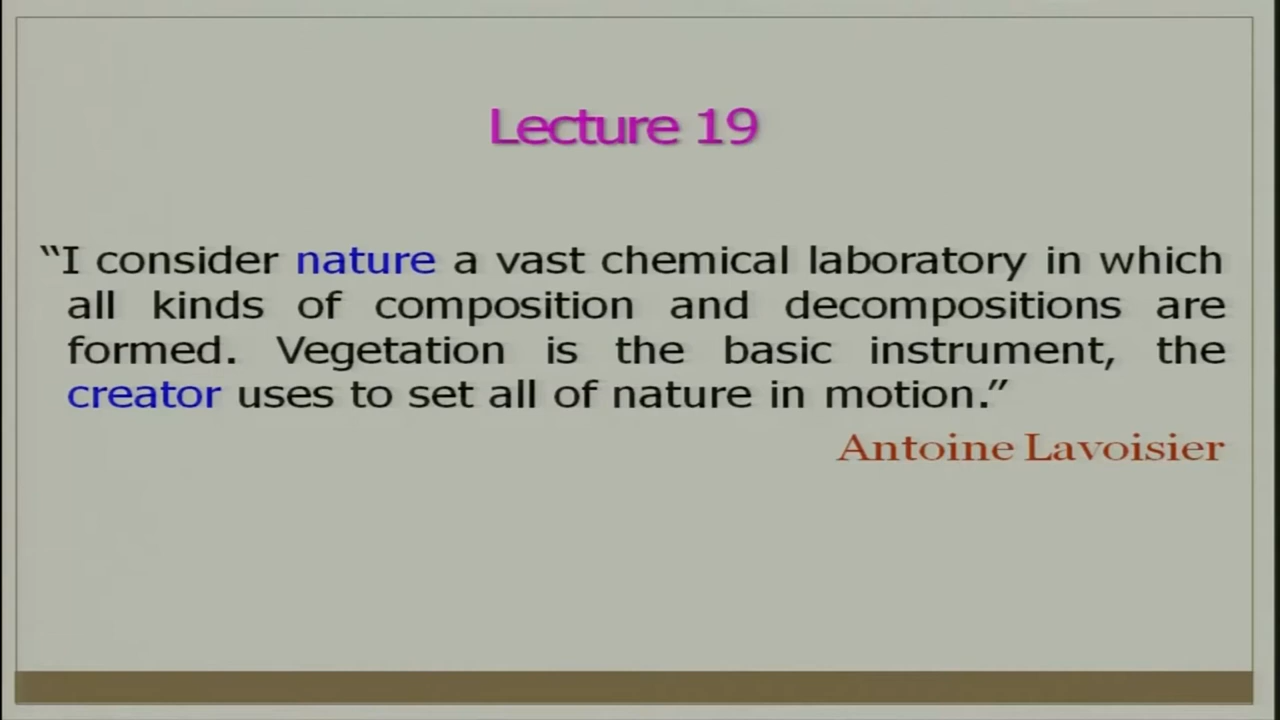 Lecture 19
“I consider nature a vast chemical laboratory in which
all kinds of composition and decompositions are
formed. Vegetation is the basic instrument, the
creator uses to set all of nature in motion.”
Antoine Lavoisier